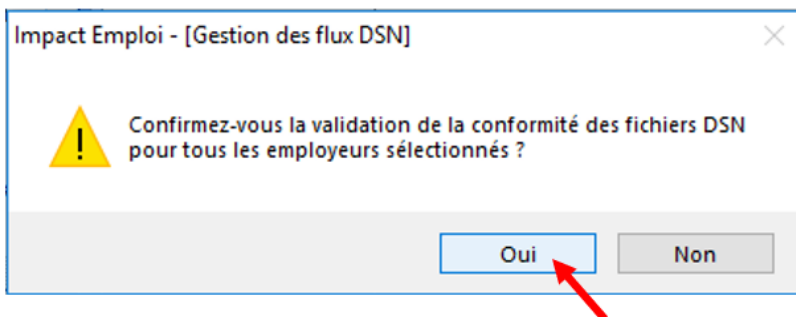 Impact Emploi - [Gestion des flux DSN]
Confirmez-vous la validation de la conformité des fichiers DSN
pour tous les employeurs sélectionnés ?
Oui
Non